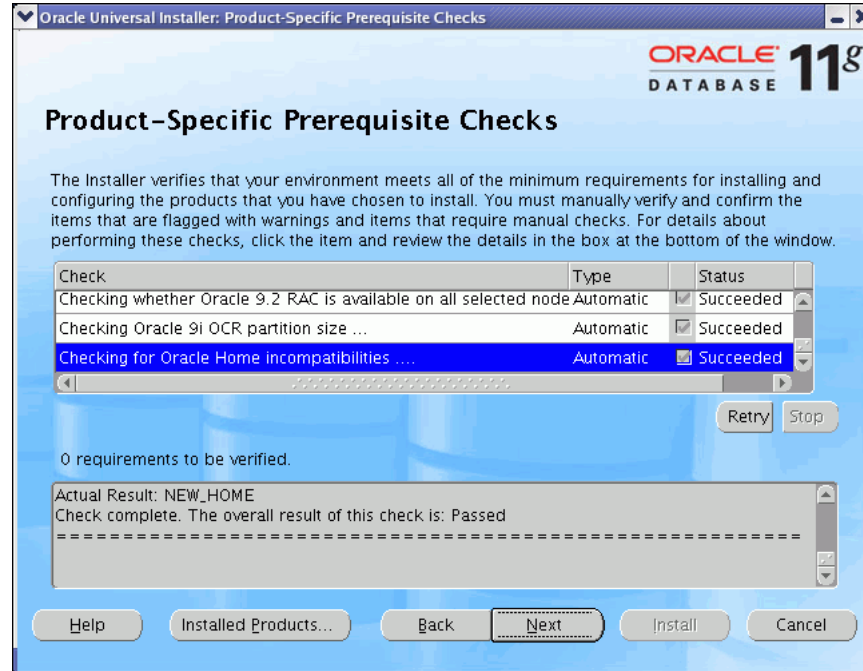 Oracle Universal Installer: Product-Specific Prerequisite Checks
ORACLE 11g
DATABASE
Product-Specific Prerequisite Checks
The Installer verifies that your environment meets all of the minimum requirements for installing and
configuring the products that you have chosen to install. You must manually verify and confirm the
items that are flagged with warnings and items that require manual checks. For details about
performing these checks, click the item and review the details in the box at the bottom of the window.
Check Type Status
Checking whether Oracle 9.2 RAC is available on all selected node Automatic Succeeded
Checking Oracle 9i OCR partition size ... Automatic Succeeded
Checking for Oracle Home incompatibilities .... Automatic Succeeded
Retry Stop
0 requirements to be verified.
Actual Result: NEW_HOME
Check complete. The overall result of this check is: Passed
========================================================
Help Installed Products... Back Next Install Cancel